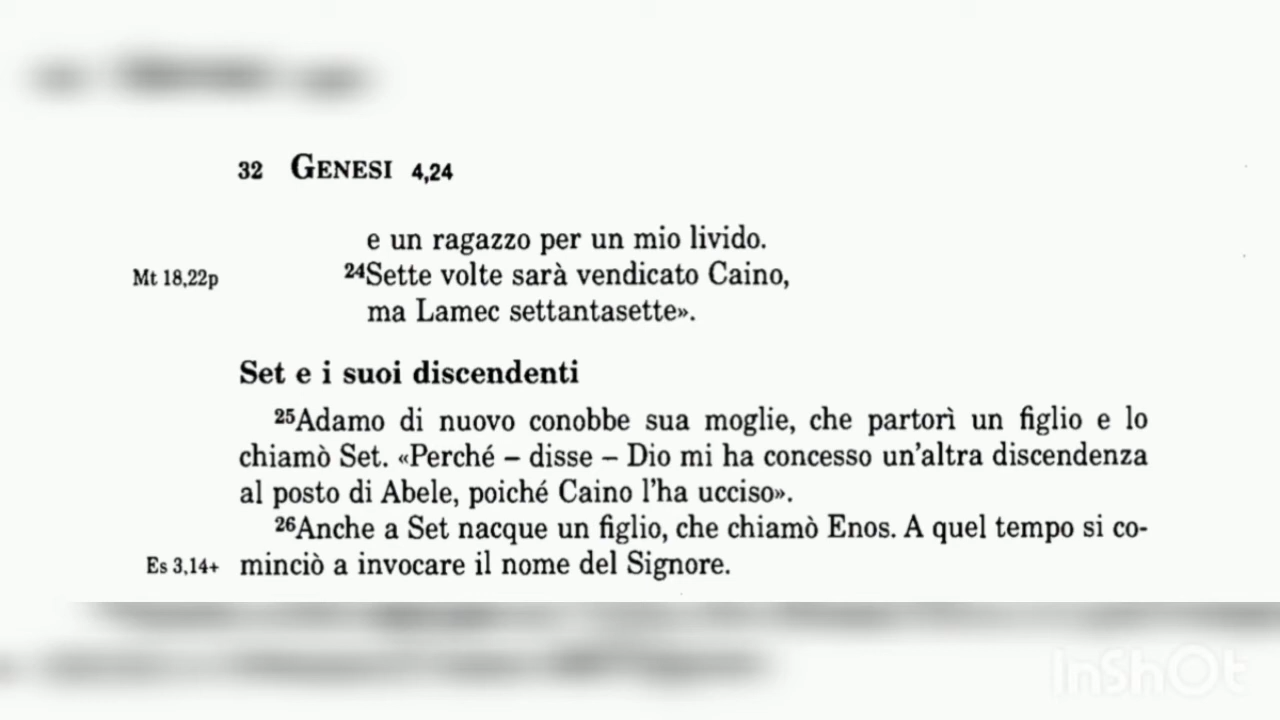 32 GENESI 4,24
e un ragazzo per un mio livido.
Mt 18,22p 24Sette volte sarà vendicato Caino,
ma Lamec settantasette».
Set e i suoi discendenti
25Adamo di nuovo conobbe sua moglie, che partorì un figlio e lo
chiamò Set. «Perché – disse – Dio mi ha concesso un'altra discendenza
al posto di Abele, poiché Caino l'ha ucciso».
26Anche a Set nacque un figlio, che chiamò Enos. A quel tempo si co-
Es 3,14+ minciò a invocare il nome del Signore.
InShOt